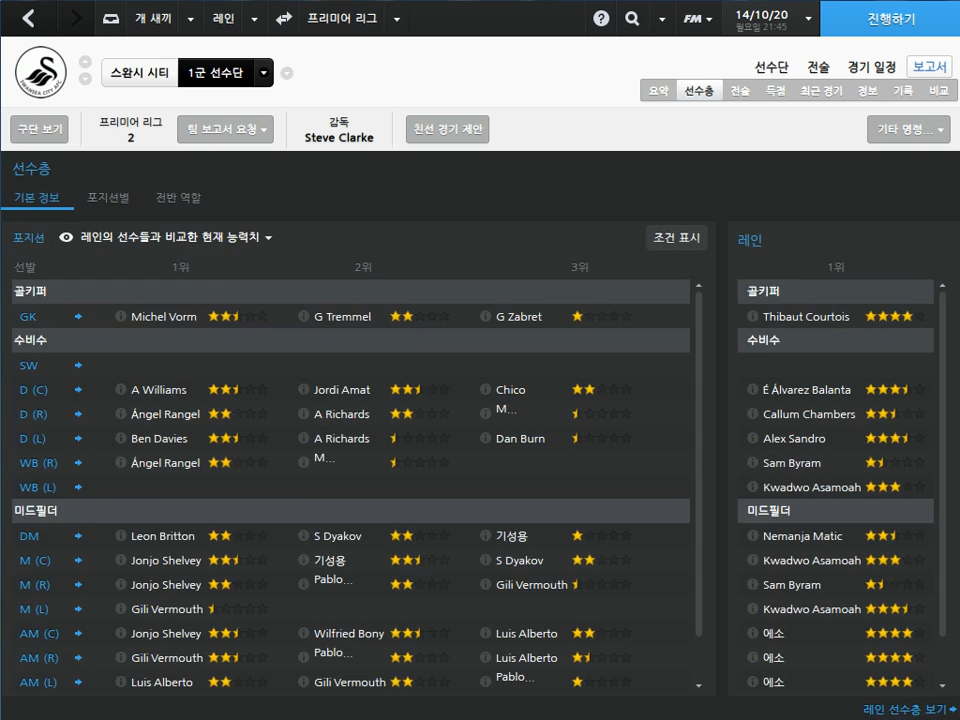 개 새끼 레인 프리미어 리그 FM 14/10/20 진행하기
월요일 21:45
선수단 전술 경기 일정 보고서
스완시 시티 1군 선수단
SWANSEA CITY AFC
요약 선수층 전술 득점 최근 경기 정보 기록 비교
구단 보기 프리미어 리그 2 팀 보고서 요청 감독 Steve Clarke 친선 경기 제안 기타 명령...
선수층
기본 정보 포지션별 전반 역할
포지션 레인의 선수들과 비교한 현재 능력치 조건 표시 레인
선발 1위 2위 3위 1위
골키퍼 골키퍼
GK Michel Vorm G Tremmel G Zabret Thibaut Courtois
수비수 수비수
SW
D (C) A Williams Jordi Amat Chico É Álvarez Balanta
D (R) Ángel Rangel A Richards M... Callum Chambers
D (L) Ben Davies A Richards Dan Burn Alex Sandro
WB (R) Ángel Rangel M... Sam Byram
WB (L) Kwadwo Asamoah
미드필더 미드필더
DM Leon Britton S Dyakov 기성용 Nemanja Matic
M (C) Jonjo Shelvey 기성용 S Dyakov Kwadwo Asamoah
M (R) Jonjo Shelvey Pablo... Gili Vermouth Sam Byram
M (L) Gili Vermouth Kwadwo Asamoah
AM (C) Jonjo Shelvey Wilfried Bony Luis Alberto 에소
AM (R) Gili Vermouth Pablo... Luis Alberto 에소
AM (L) Luis Alberto Gili Vermouth Pablo... 에소
레인 선수층 보기